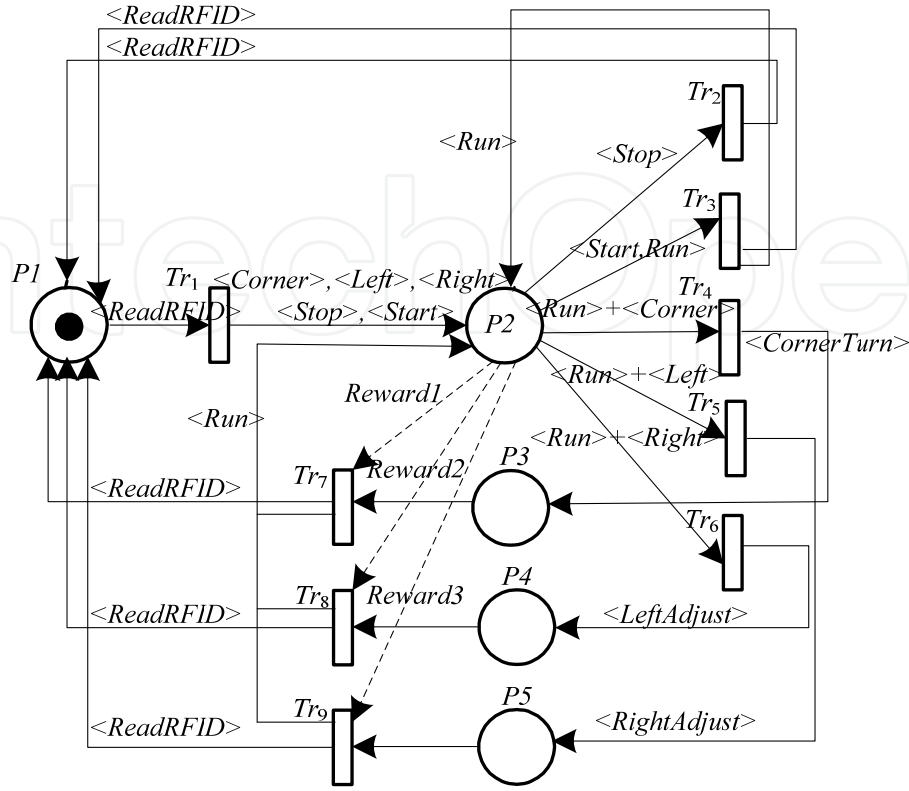 <ReadRFID>
<ReadRFID>
Tr2
<Run>
<Stop>
Tr3
<Start,Run>
P1
Tr1
<Corner>,<Left>,<Right>
Tr4
<ReadRFID>
<Stop>,<Start>
P2
<Run>+<Corner>
<CornerTurn>
<Run>+<Left>
Reward1
Tr5
<Run>
<Run>+<Right>
P3
Tr7
Reward2
<ReadRFID>
Tr6
P4
Tr8
Reward3
<ReadRFID>
<LeftAdjust>
P5
Tr9
<RightAdjust>
<ReadRFID>
ntechOpe